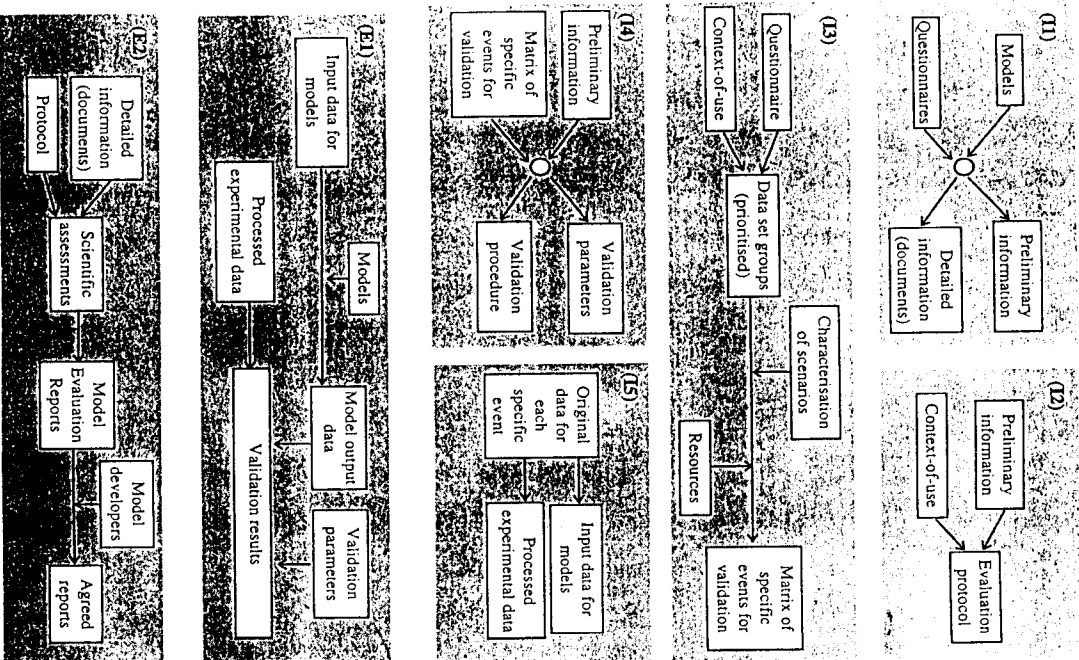 (I1)
Models
Questionnaires
Preliminary
information
Detailed
information
(documents)
(I2)
Preliminary
information
Context-of-use
Evaluation
protocol
(I3)
Questionnaire
Context-of-use
Data set groups
(prioritised)
Characterisation
of scenarios
Resources
Matrix of
specific
events for
validation
(I4)
Preliminary
information
Matrix of
specific
events for
validation
Validation
parameters
Validation
procedure
(I5)
Original
data for
each
specific
event
Input data for
models
Processed
experimental data
(E1)
Input data for
models
Models
Processed
experimental data
Model output
data
Validation
parameters
Validation results
(E2)
Detailed
information
(documents)
Protocol
Scientific
assessments
Model
Evaluation
Reports
Model
developers
Agreed
reports